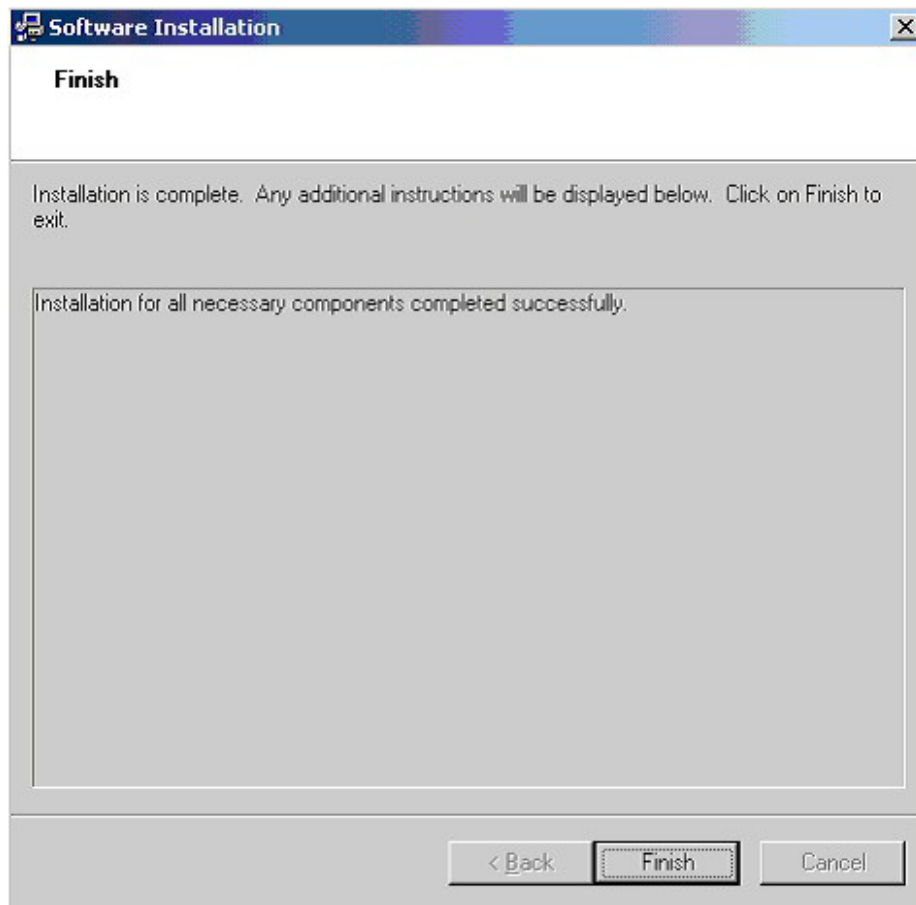 Software Installation
Finish
Installation is complete.  Any additional instructions will be displayed below.  Click on Finish to
exit.
Installation for all necessary components completed successfully.
< Back
Finish
Cancel